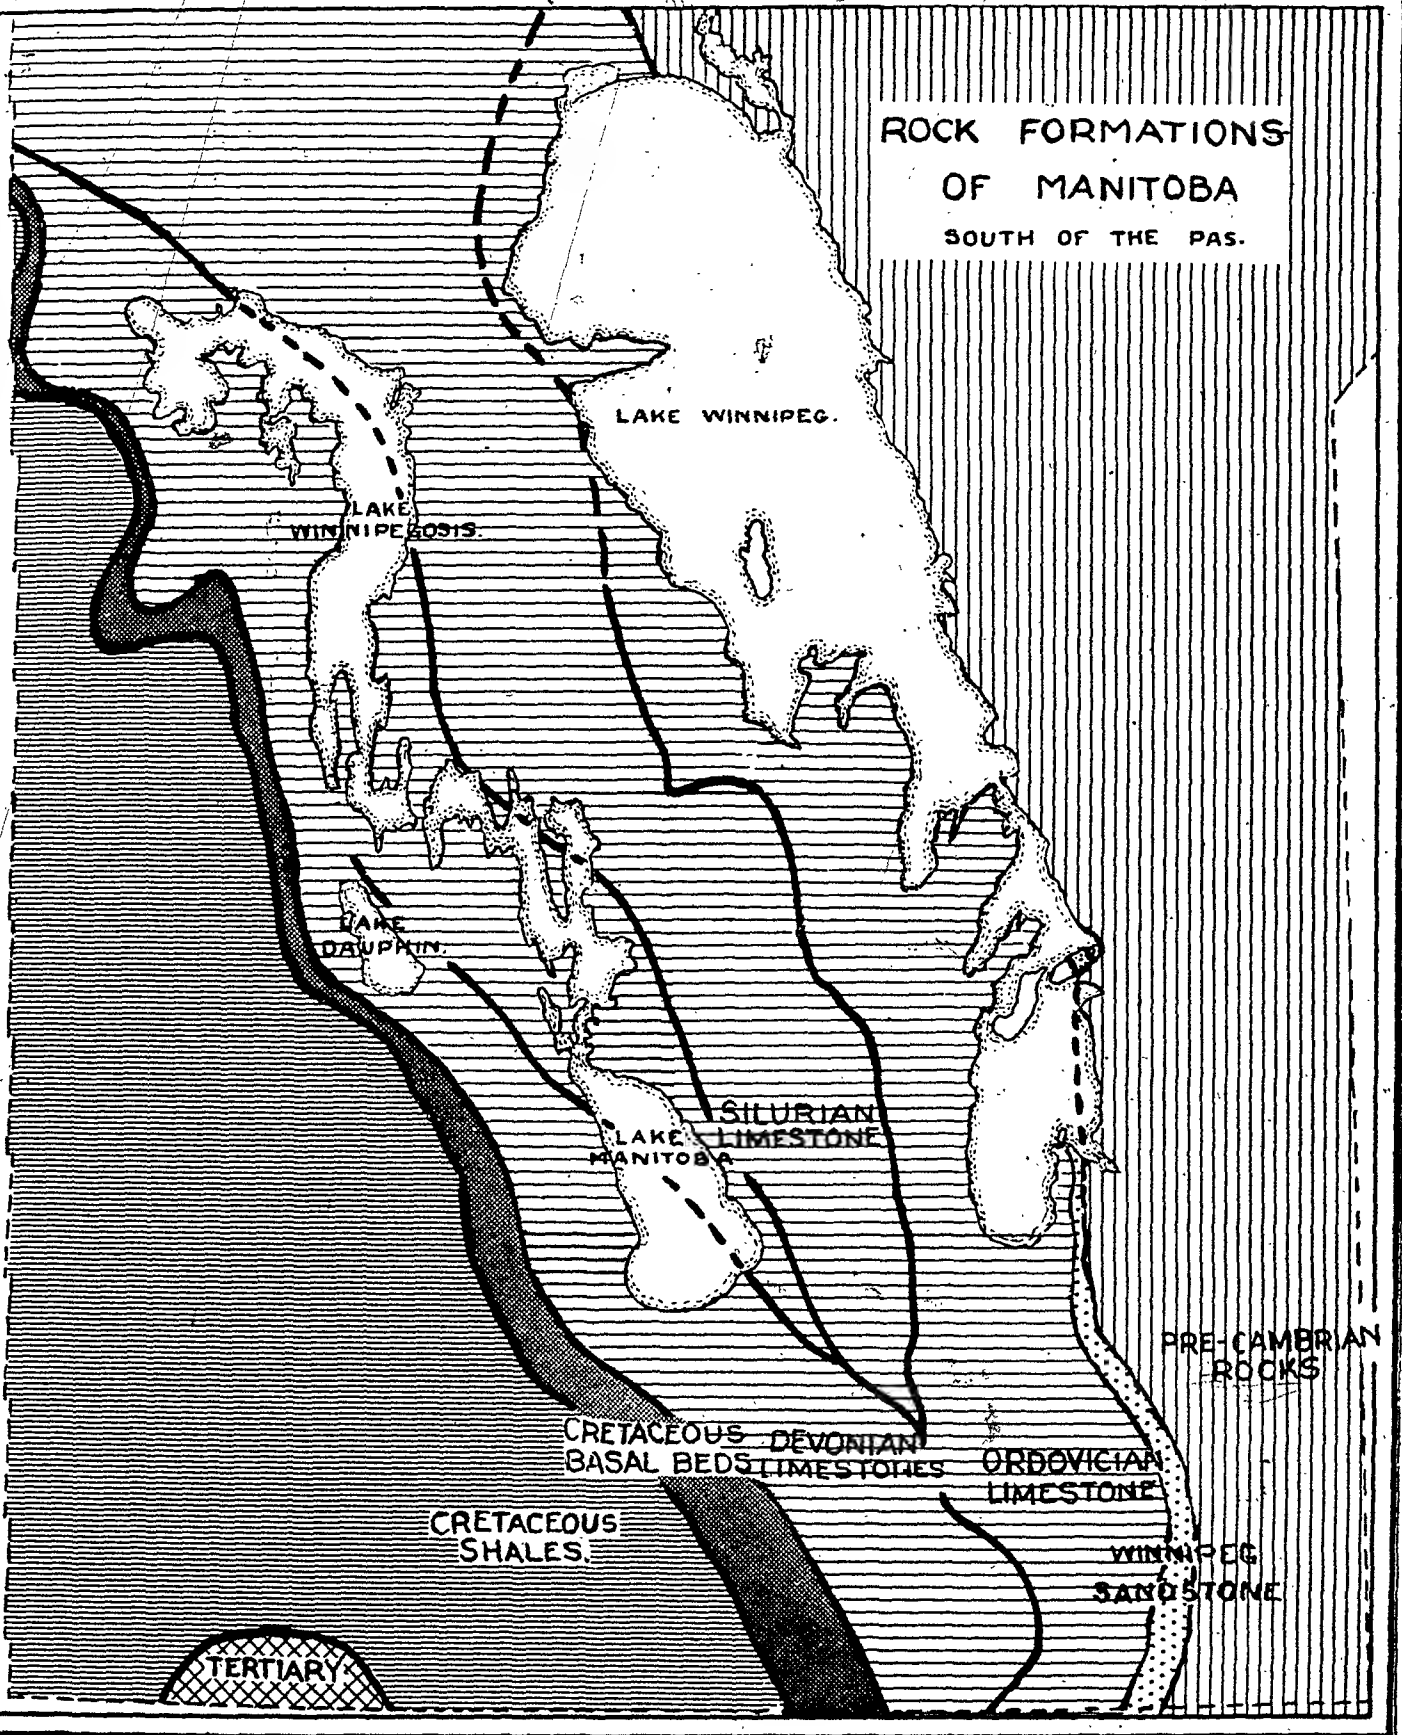 ROCK FORMATIONS
OF MANITOBA
SOUTH OF THE PAS.
LAKE WINNIPEG.
LAKE
WINNIPEGOSIS.
LAKE
DAUPHIN.
SILURIAN
LIMESTONE
LAKE
MANITOBA
PRE-CAMBRIAN
ROCKS
CRETACEOUS
BASAL BEDS
DEVONIAN
LIMESTONES
ORDOVICIAN
LIMESTONE
CRETACEOUS
SHALES.
WINNIPEG
SANDSTONE
TERTIARY